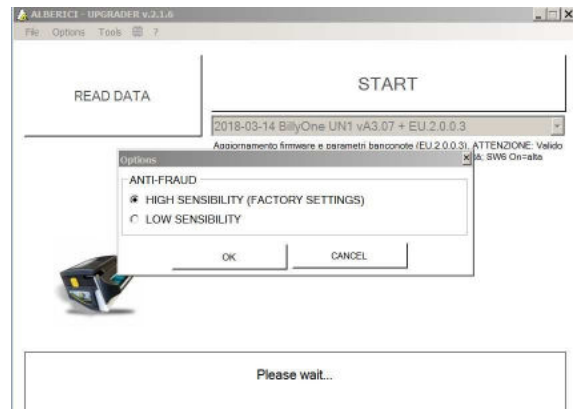 ALBERICI - UPGRADER v.2.1.6
File Options Tools ?
READ DATA
START
2018-03-14 BillyOne UN1 vA3.07 + EU.2.0.0.3
Aggiornamento firmware e parametri banconote (EU.2.0.0.3). ATTENZIONE: Valido
SW6 On=alta
Options
ANTI-FRAUD
HIGH SENSIBILITY (FACTORY SETTINGS)
LOW SENSIBILITY
OK CANCEL
Please wait...